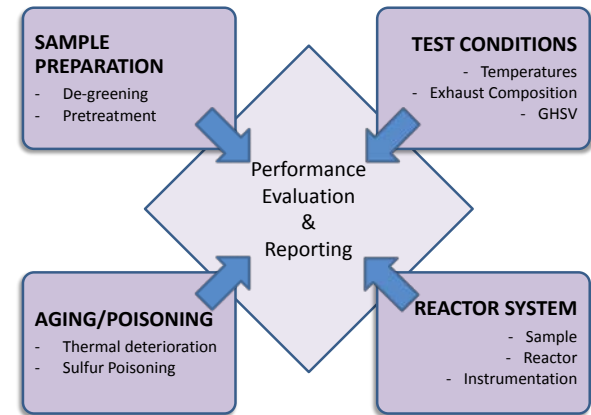 SAMPLE
PREPARATION
- De-greening
- Pretreatment
TEST CONDITIONS
- Temperatures
- Exhaust Composition
- GHSV
Performance
Evaluation
&
Reporting
AGING/POISONING
- Thermal deterioration
- Sulfur Poisoning
REACTOR SYSTEM
- Sample
- Reactor
- Instrumentation